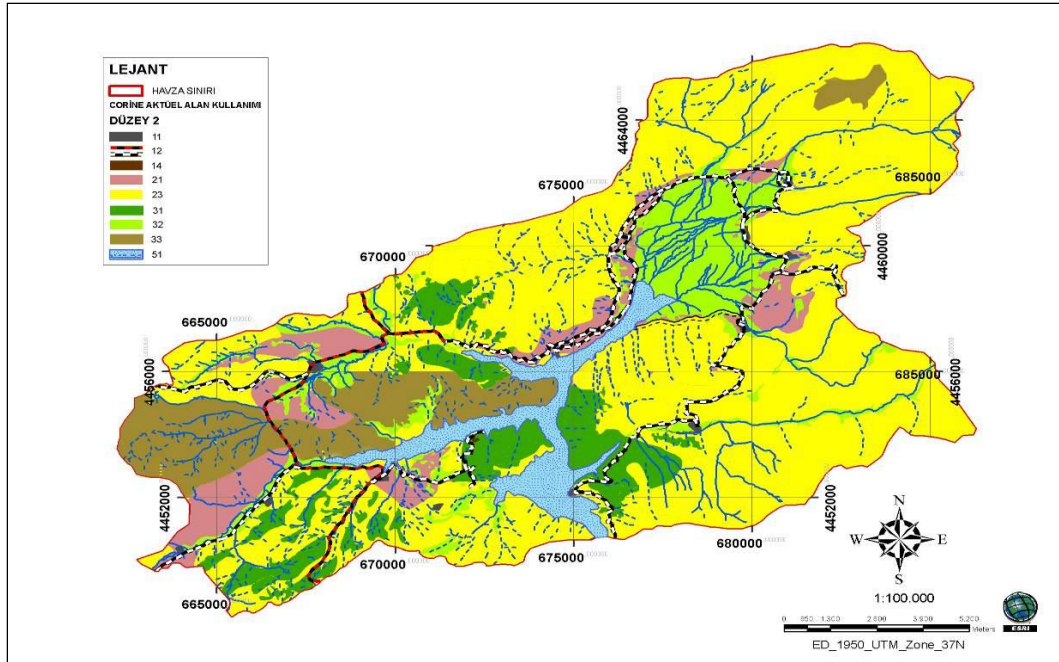 LEJANT
HAVZA SINIRI
CORİNE AKTÜEL ALAN KULLANIMI
DÜZEY 2
11
12
14
21
23
31
32
33
51
4464000
675000
685000
670000
4460000
665000
4456000
685000
4456000
4452000
4452000
670000
675000
680000
665000
N
W E
S
1:100.000
0 650 1.300 2.600 3.900 5.200
Meters
ED_1950_UTM_Zone_37N
ESRI